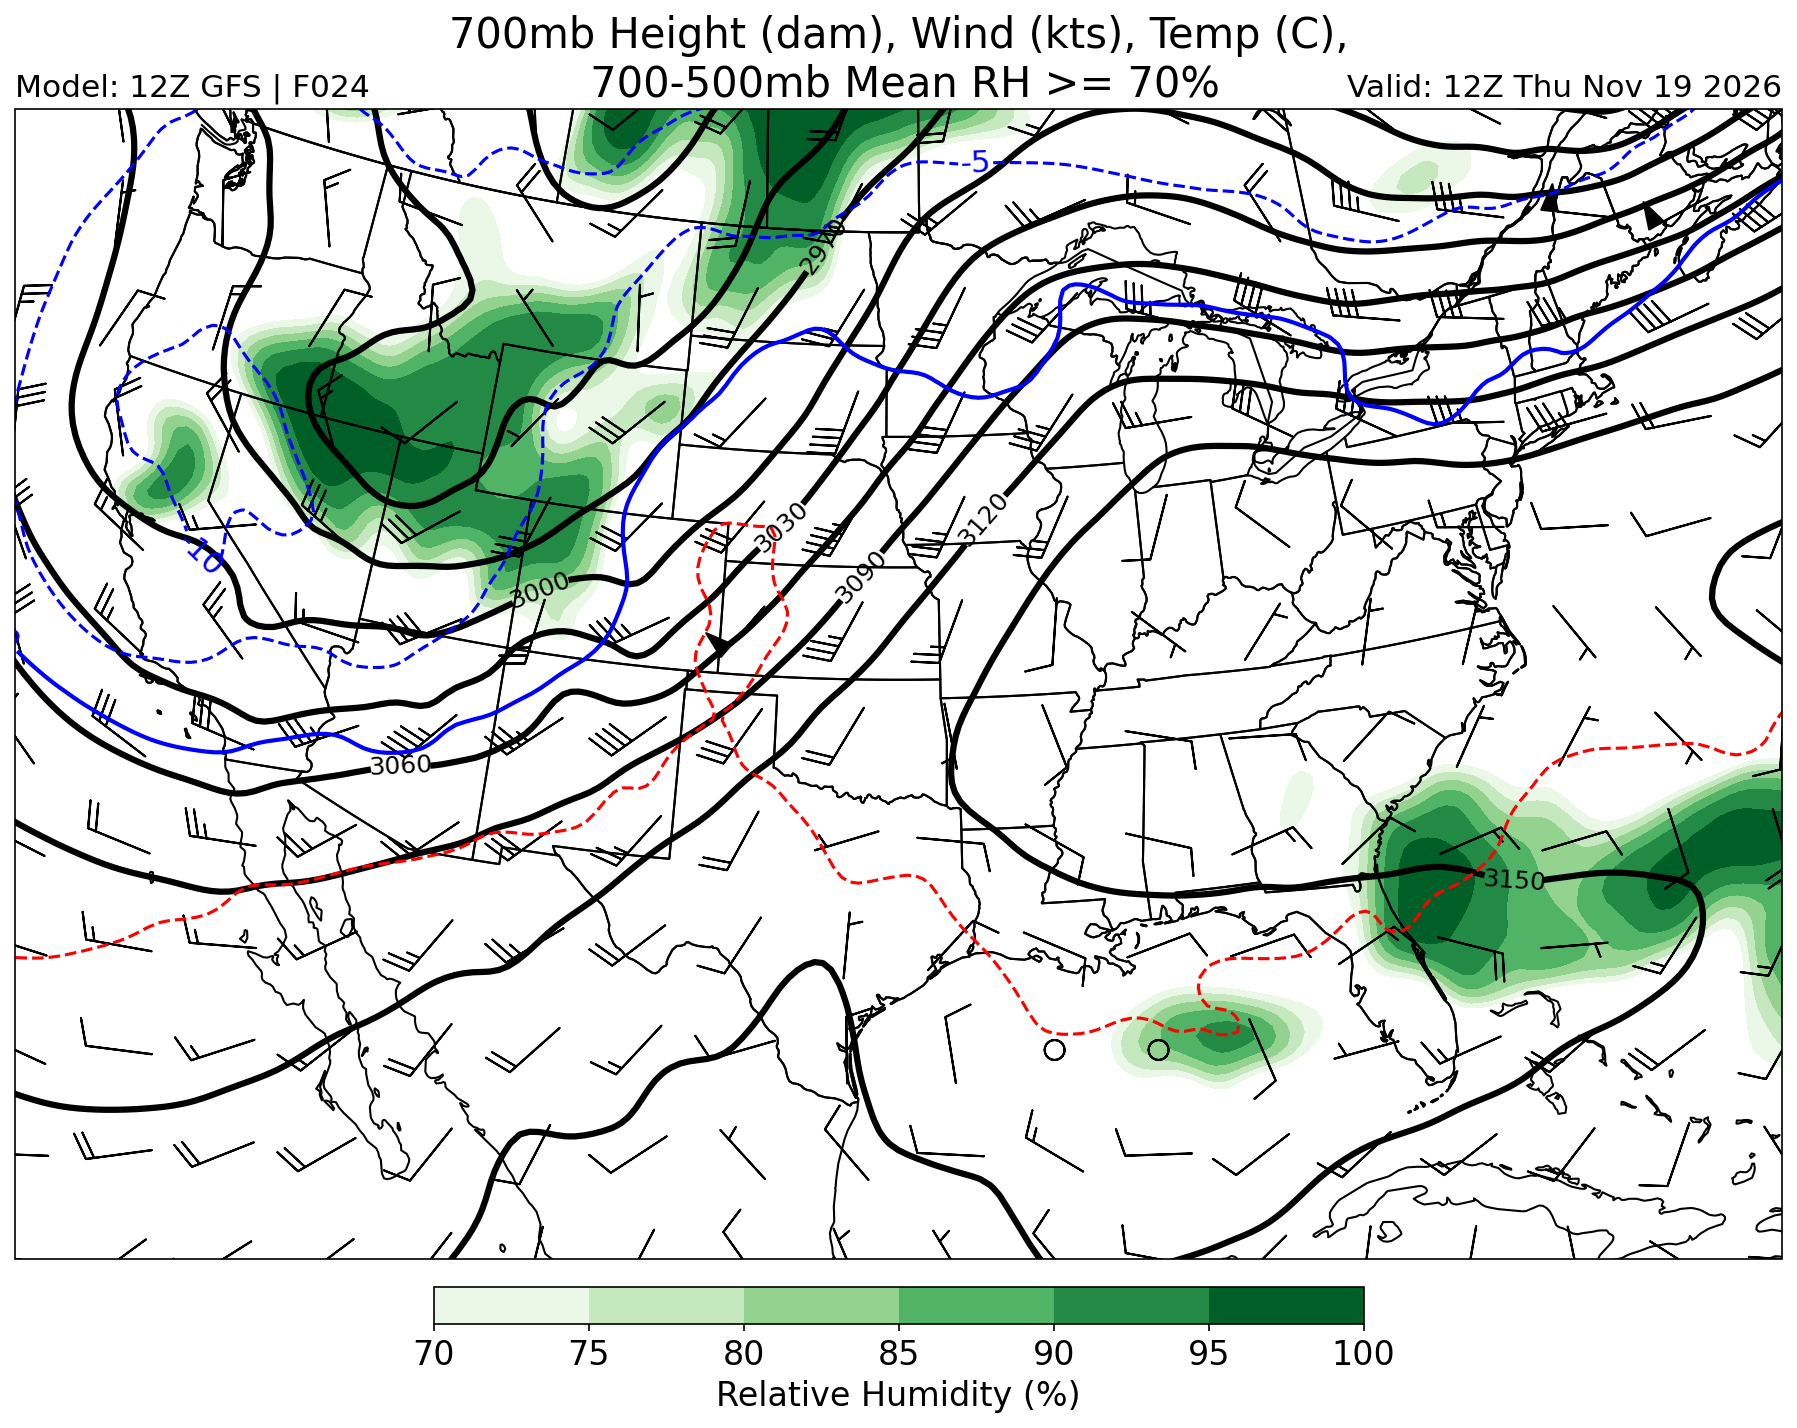 700mb Height (dam), Wind (kts), Temp (C),
700-500mb Mean RH >= 70%
Model: 12Z GFS | F024
Valid: 12Z Thu Nov 19 2026
-5
2970
-10
3030
3120
3090
3000
3060
3150
70 75 80 85 90 95 100
Relative Humidity (%)